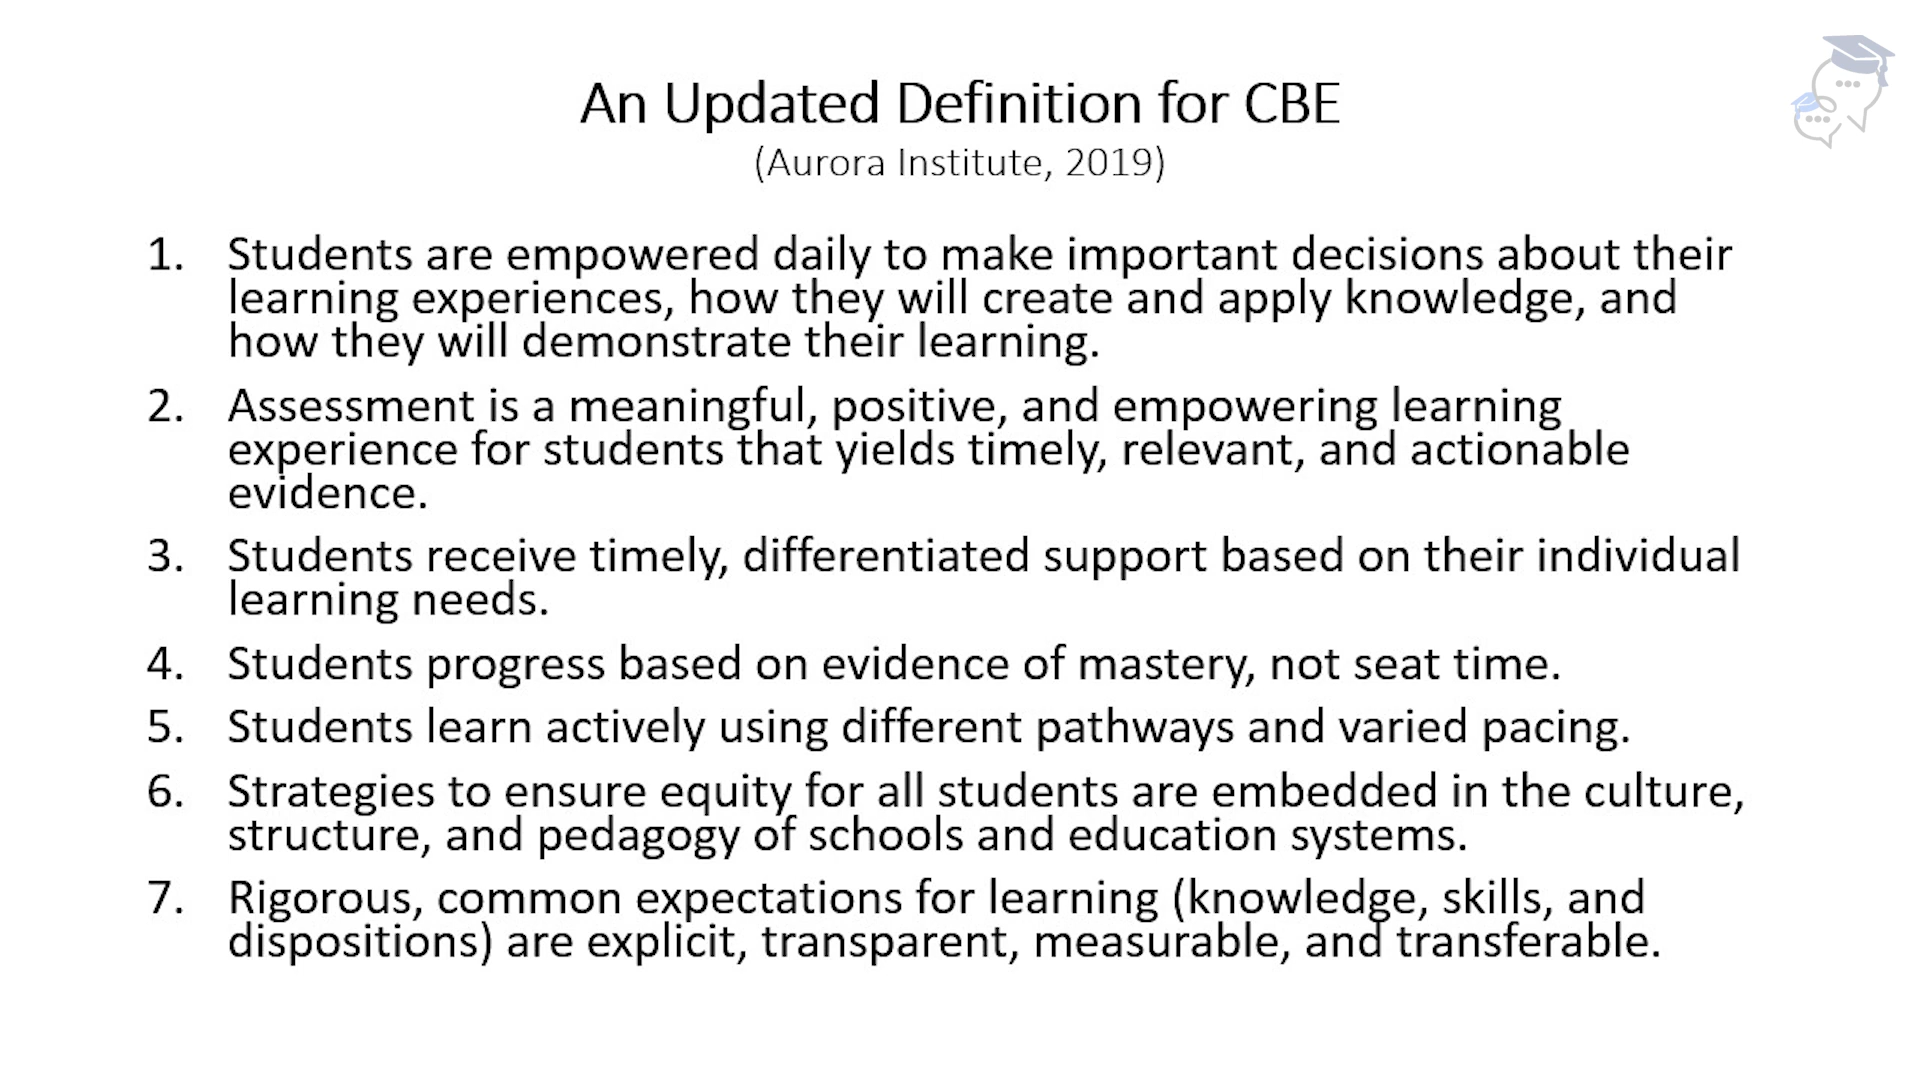 An Updated Definition for CBE
(Aurora Institute, 2019)
1. Students are empowered daily to make important decisions about their
learning experiences, how they will create and apply knowledge, and
how they will demonstrate their learning.
2. Assessment is a meaningful, positive, and empowering learning
experience for students that yields timely, relevant, and actionable
evidence.
3. Students receive timely, differentiated support based on their individual
learning needs.
4. Students progress based on evidence of mastery, not seat time.
5. Students learn actively using different pathways and varied pacing.
6. Strategies to ensure equity for all students are embedded in the culture,
structure, and pedagogy of schools and education systems.
7. Rigorous, common expectations for learning (knowledge, skills, and
dispositions) are explicit, transparent, measurable, and transferable.